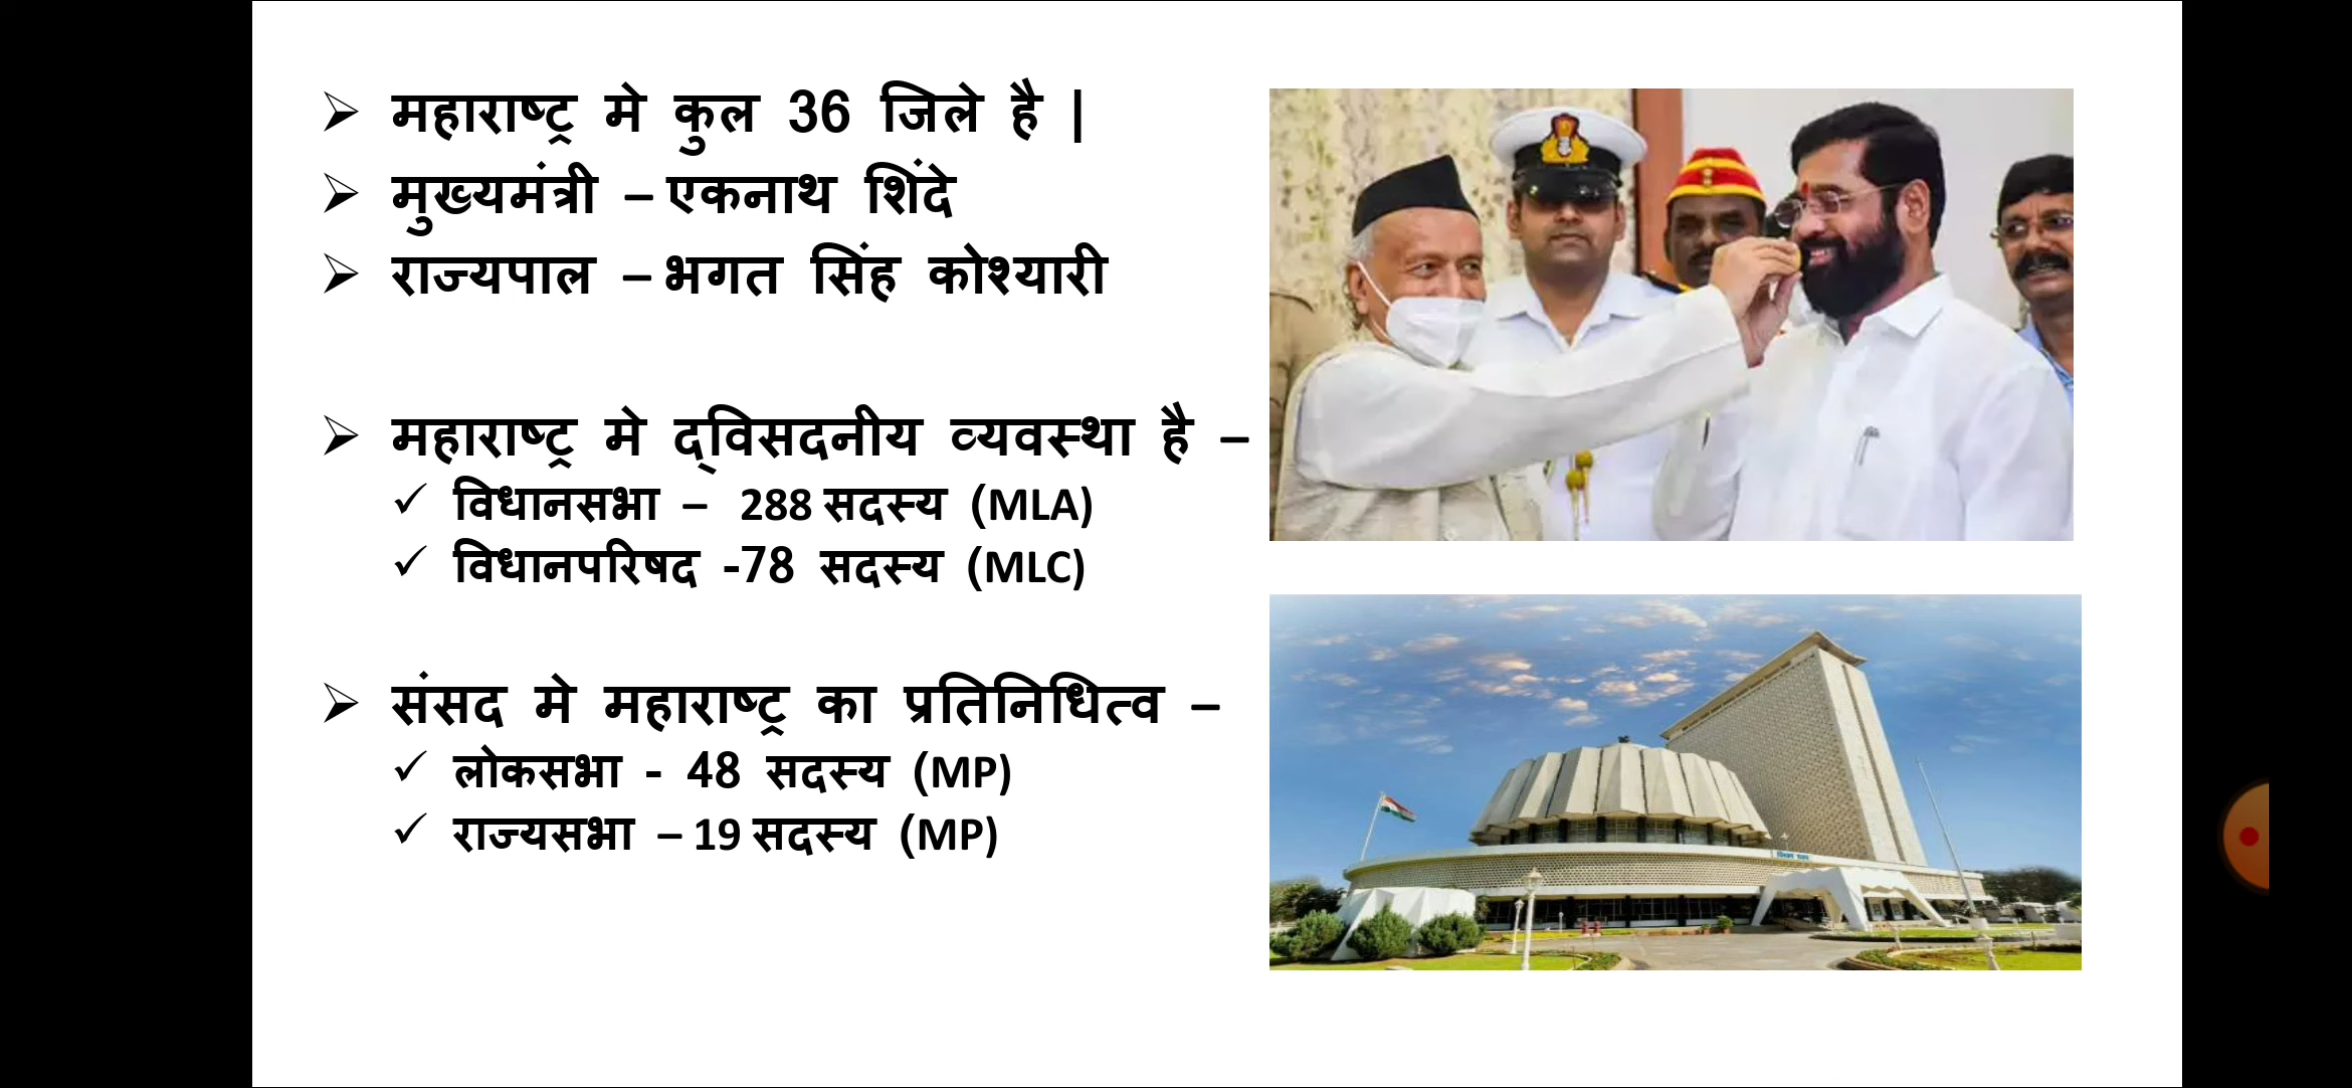 महाराष्ट्र मे कुल 36 जिले है |
मुख्यमंत्री – एकनाथ शिंदे
राज्यपाल – भगत सिंह कोश्यारी
महाराष्ट्र मे द्विसदनीय व्यवस्था है –
विधानसभा – 288 सदस्य (MLA)
विधानपरिषद -78 सदस्य (MLC)
संसद मे महाराष्ट्र का प्रतिनिधित्व –
लोकसभा - 48 सदस्य (MP)
राज्यसभा – 19 सदस्य (MP)